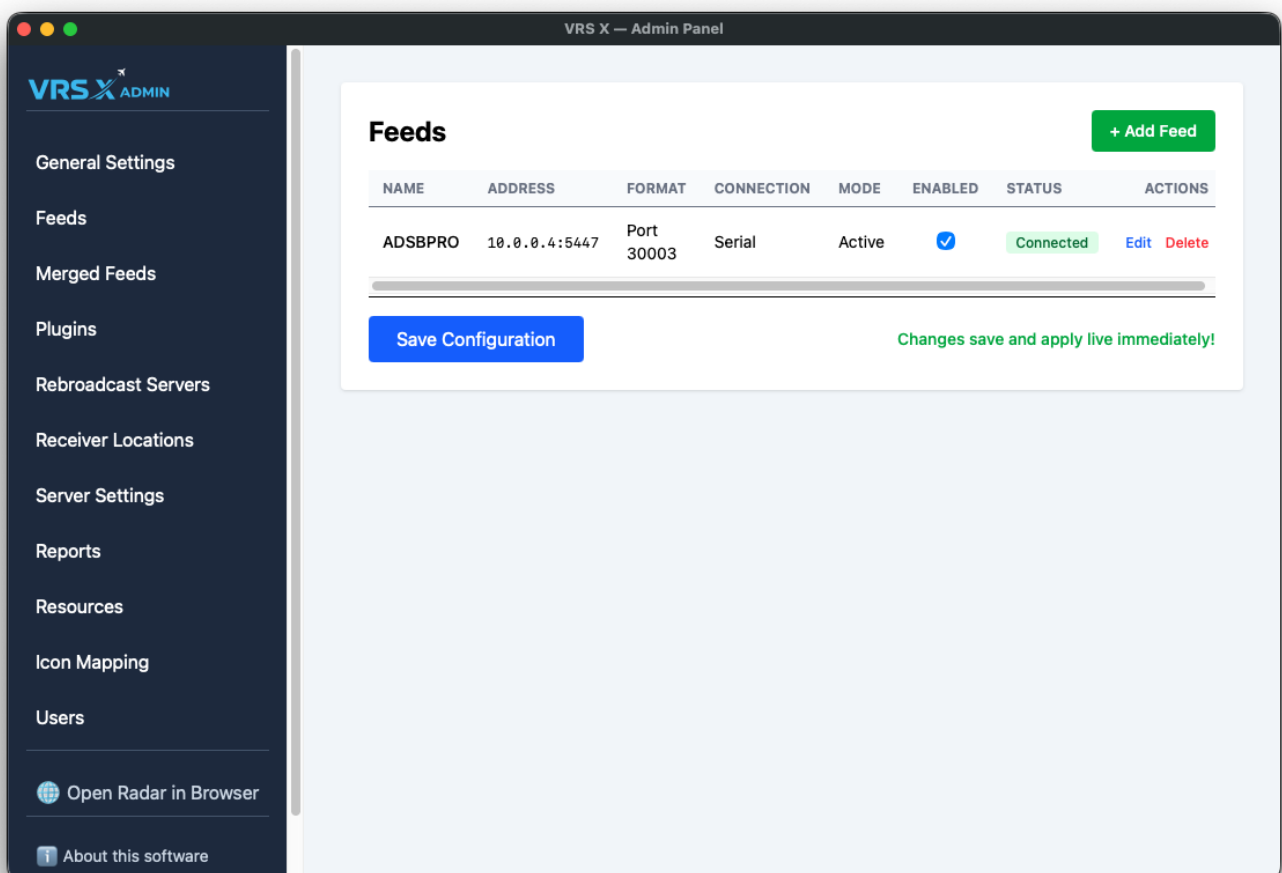 VRS X — Admin Panel
VRS X ADMIN
General Settings
Feeds
Merged Feeds
Plugins
Rebroadcast Servers
Receiver Locations
Server Settings
Reports
Resources
Icon Mapping
Users
Open Radar in Browser
About this software
Feeds
+ Add Feed
NAME ADDRESS FORMAT CONNECTION MODE ENABLED STATUS ACTIONS
ADSBPRO 10.0.0.4:5447 Port 30003 Serial Active Connected Edit Delete
Save Configuration
Changes save and apply live immediately!